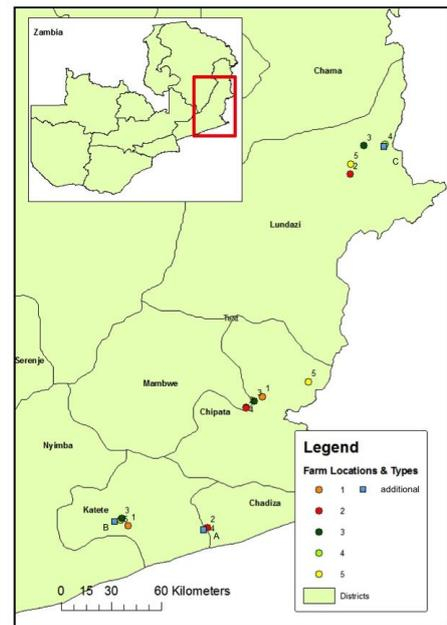 Zambia
Chama
3 4
5
2
C
Lundazi
Serenje
Mambwe
5
3 1
Chipata
4
Nyimba
Katete
Chadiza
3
1
B
2
4
A
0 15 30 60 Kilometers
Legend
Farm Locations & Types
1 additional
2
3
4
5
Districts